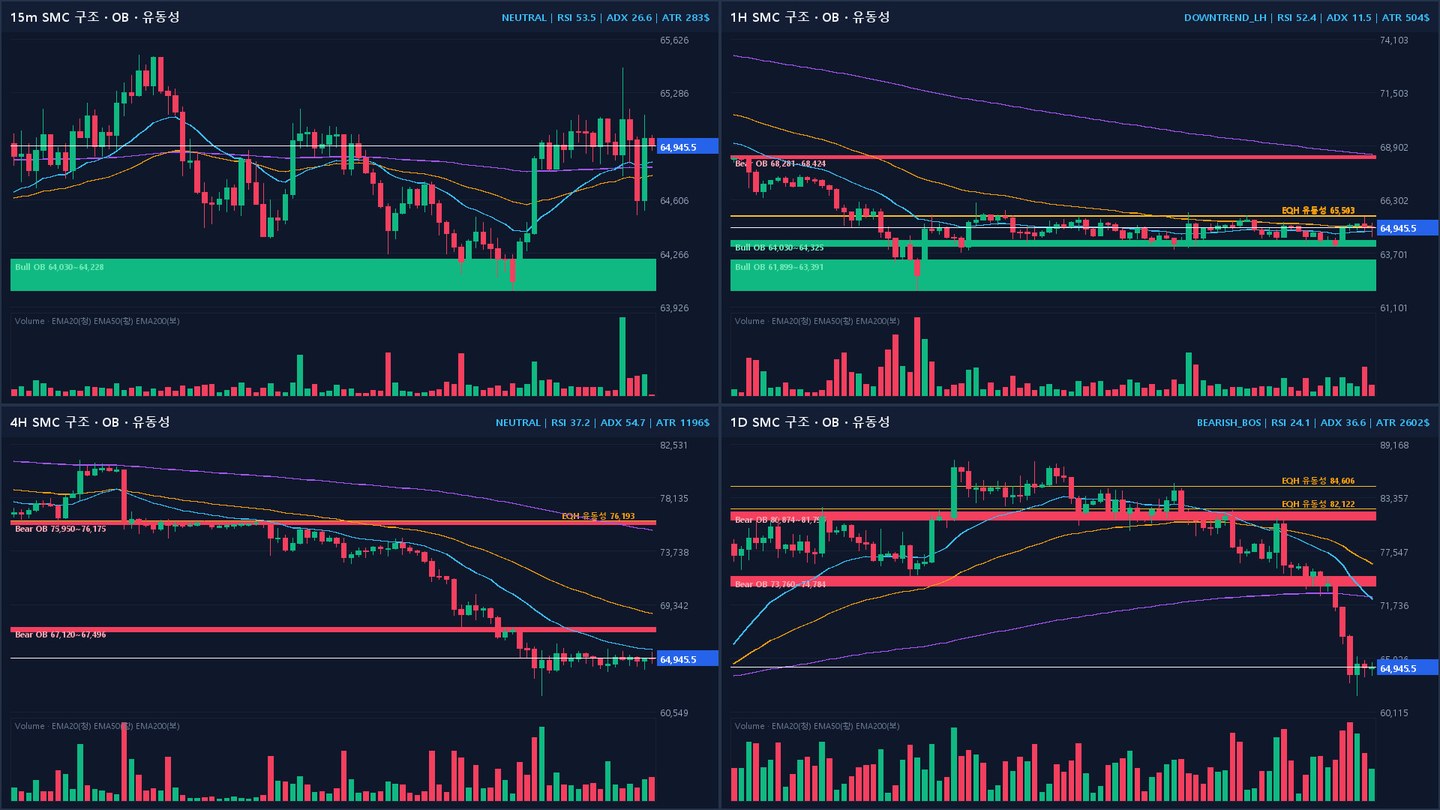 15m SMC 구조 · OB · 유동성
NEUTRAL | RSI 53.5 | ADX 26.6 | ATR 283$
65,626
65,286
64,945.5
64,606
64,266
63,926
Bull OB 64,030~64,228
Volume · EMA20(청) EMA50(황) EMA200(보)
1H SMC 구조 · OB · 유동성
DOWNTREND_LH | RSI 52.4 | ADX 11.5 | ATR 504$
74,103
71,503
68,902
66,302
64,945.5
63,701
61,101
Bear OB 68,281~68,424
EQH 유동성 65,503
Bull OB 64,030~64,325
Bull OB 61,899~63,391
Volume · EMA20(청) EMA50(황) EMA200(보)
4H SMC 구조 · OB · 유동성
NEUTRAL | RSI 37.2 | ADX 54.7 | ATR 1196$
82,531
78,135
73,738
69,342
64,945.5
60,549
EQH 유동성 76,193
Bear OB 75,950~76,175
Bear OB 67,120~67,496
Volume · EMA20(청) EMA50(황) EMA200(보)
1D SMC 구조 · OB · 유동성
BEARISH_BOS | RSI 24.1 | ADX 36.6 | ATR 2602$
89,168
83,357
77,547
71,736
64,945.5
60,115
EQH 유동성 84,606
EQH 유동성 82,122
Bear OB
Bear OB 73,760~74,784
Volume · EMA20(청) EMA50(황) EMA200(보)